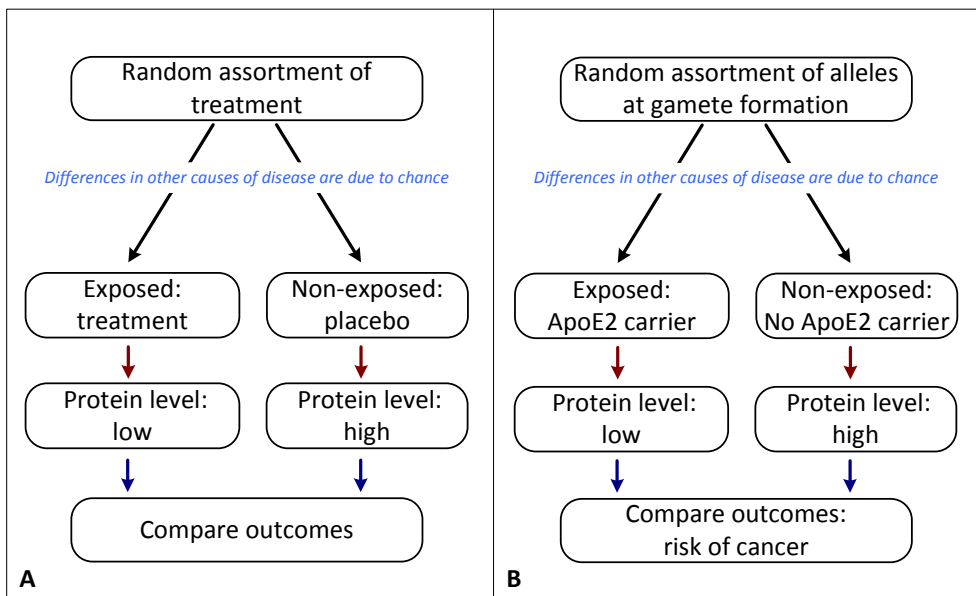 Random assortment of
treatment
Differences in other causes of disease are due to chance
Exposed:
treatment
Non-exposed:
placebo
Protein level:
low
Protein level:
high
Compare outcomes
A
Random assortment of alleles
at gamete formation
Differences in other causes of disease are due to chance
Exposed:
ApoE2 carrier
Non-exposed:
No ApoE2 carrier
Protein level:
low
Protein level:
high
Compare outcomes:
risk of cancer
B